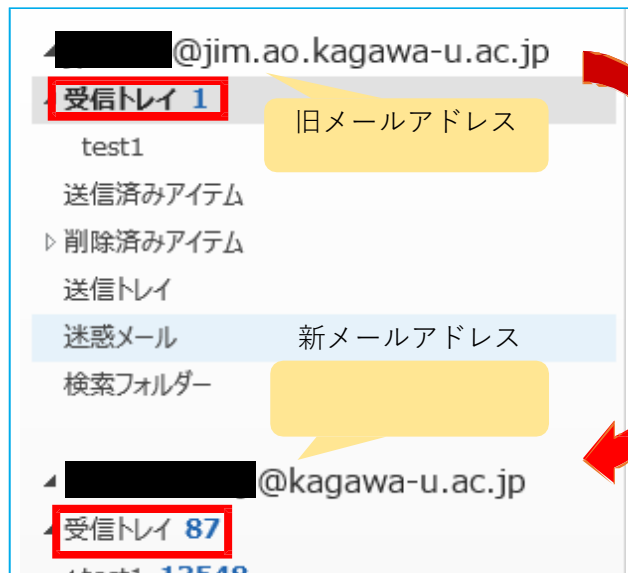 @jim.ao.kagawa-u.ac.jp
受信トレイ 1
旧メールアドレス
test1
送信済みアイテム
削除済みアイテム
送信トレイ
迷惑メール
新メールアドレス
検索フォルダー
@kagawa-u.ac.jp
受信トレイ 87